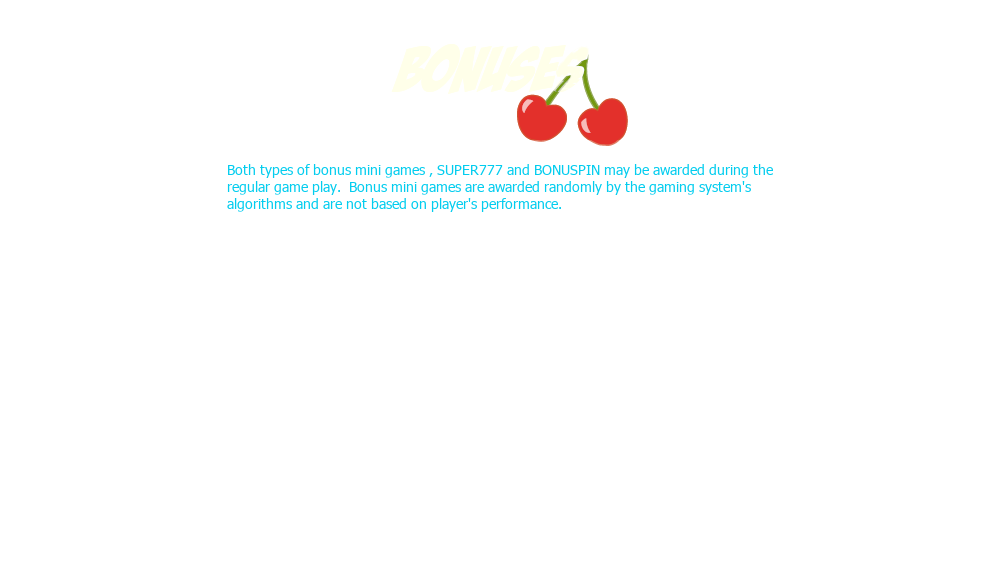 BONUSES
Both types of bonus mini games , SUPER777 and BONUSPIN may be awarded during the
regular game play.  Bonus mini games are awarded randomly by the gaming system's
algorithms and are not based on player's performance.